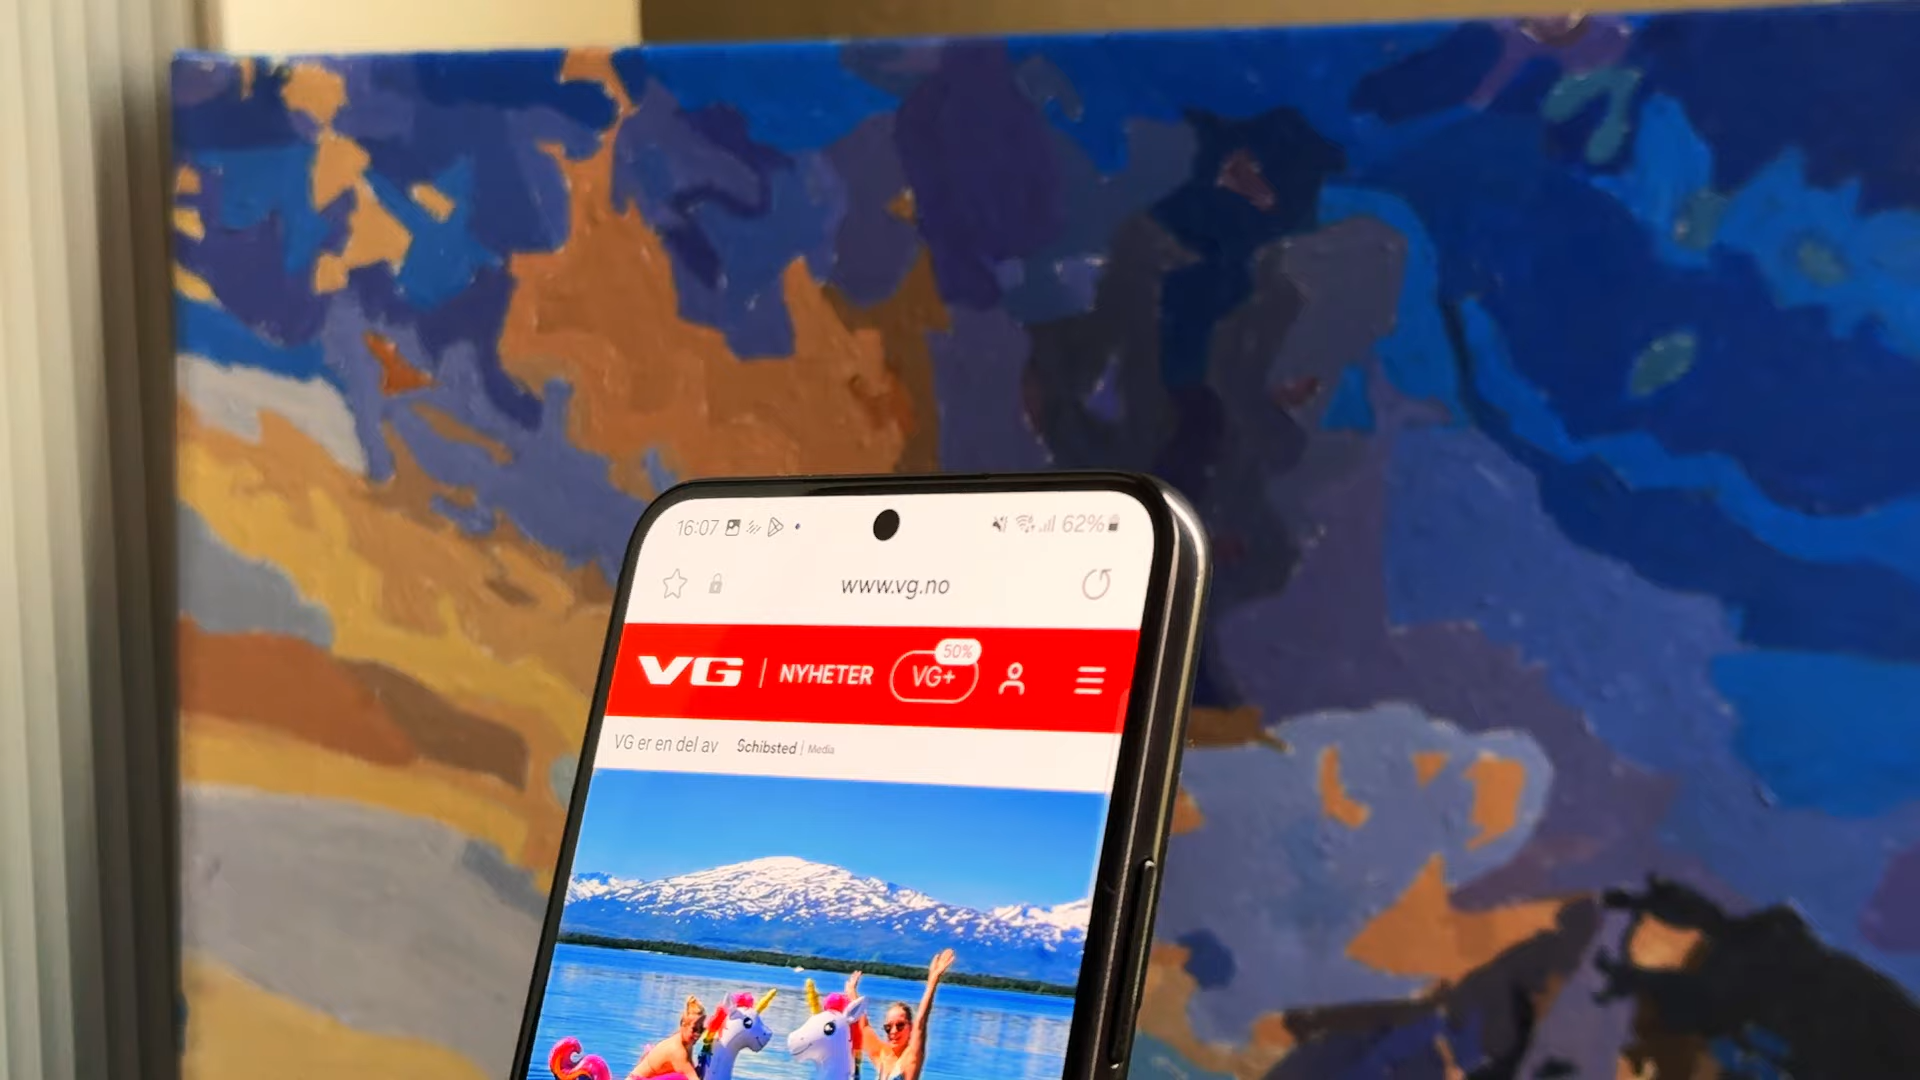 16:07 62%
www.vg.no
VG | NYHETER VG+ 50%
VG er en del av Schibsted | Media